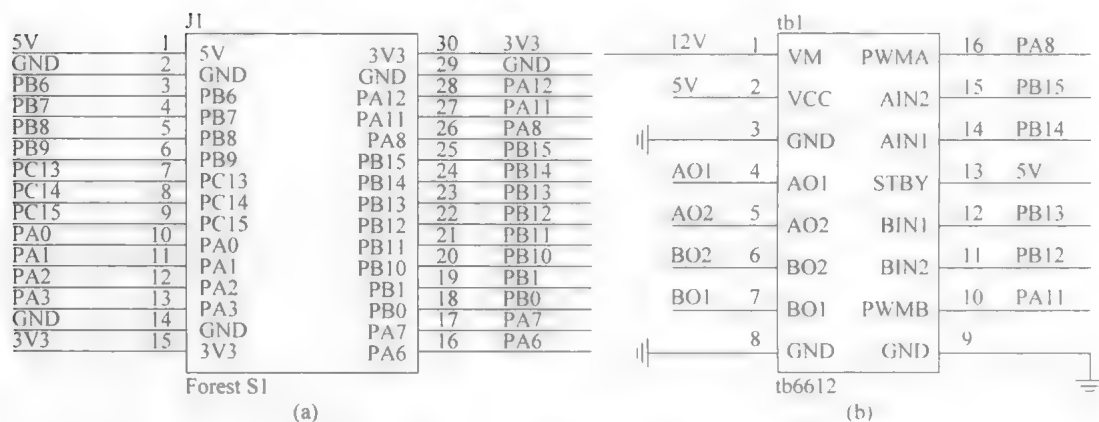 J1
5V 1 5V 3V3 30 3V3
GND 2 GND GND 29 GND
PB6 3 PB6 PA12 28 PA12
PB7 4 PB7 PA11 27 PA11
PB8 5 PB8 PA8 26 PA8
PB9 6 PB9 PB15 25 PB15
PC13 7 PC13 PB14 24 PB14
PC14 8 PC14 PB13 23 PB13
PC15 9 PC15 PB12 22 PB12
PA0 10 PA0 PB11 21 PB11
PA1 11 PA1 PB10 20 PB10
PA2 12 PA2 PB1 19 PB1
PA3 13 PA3 PB0 18 PB0
GND 14 GND PA7 17 PA7
3V3 15 3V3 PA6 16 PA6
Forest S1
(a)
tb1
12V 1 VM PWMA 16 PA8
5V 2 VCC AIN2 15 PB15
3 GND AIN1 14 PB14
AO1 4 AO1 STBY 13 5V
AO2 5 AO2 BIN1 12 PB13
BO2 6 BO2 BIN2 11 PB12
BO1 7 BO1 PWMB 10 PA11
8 GND GND 9
tb6612
(b)